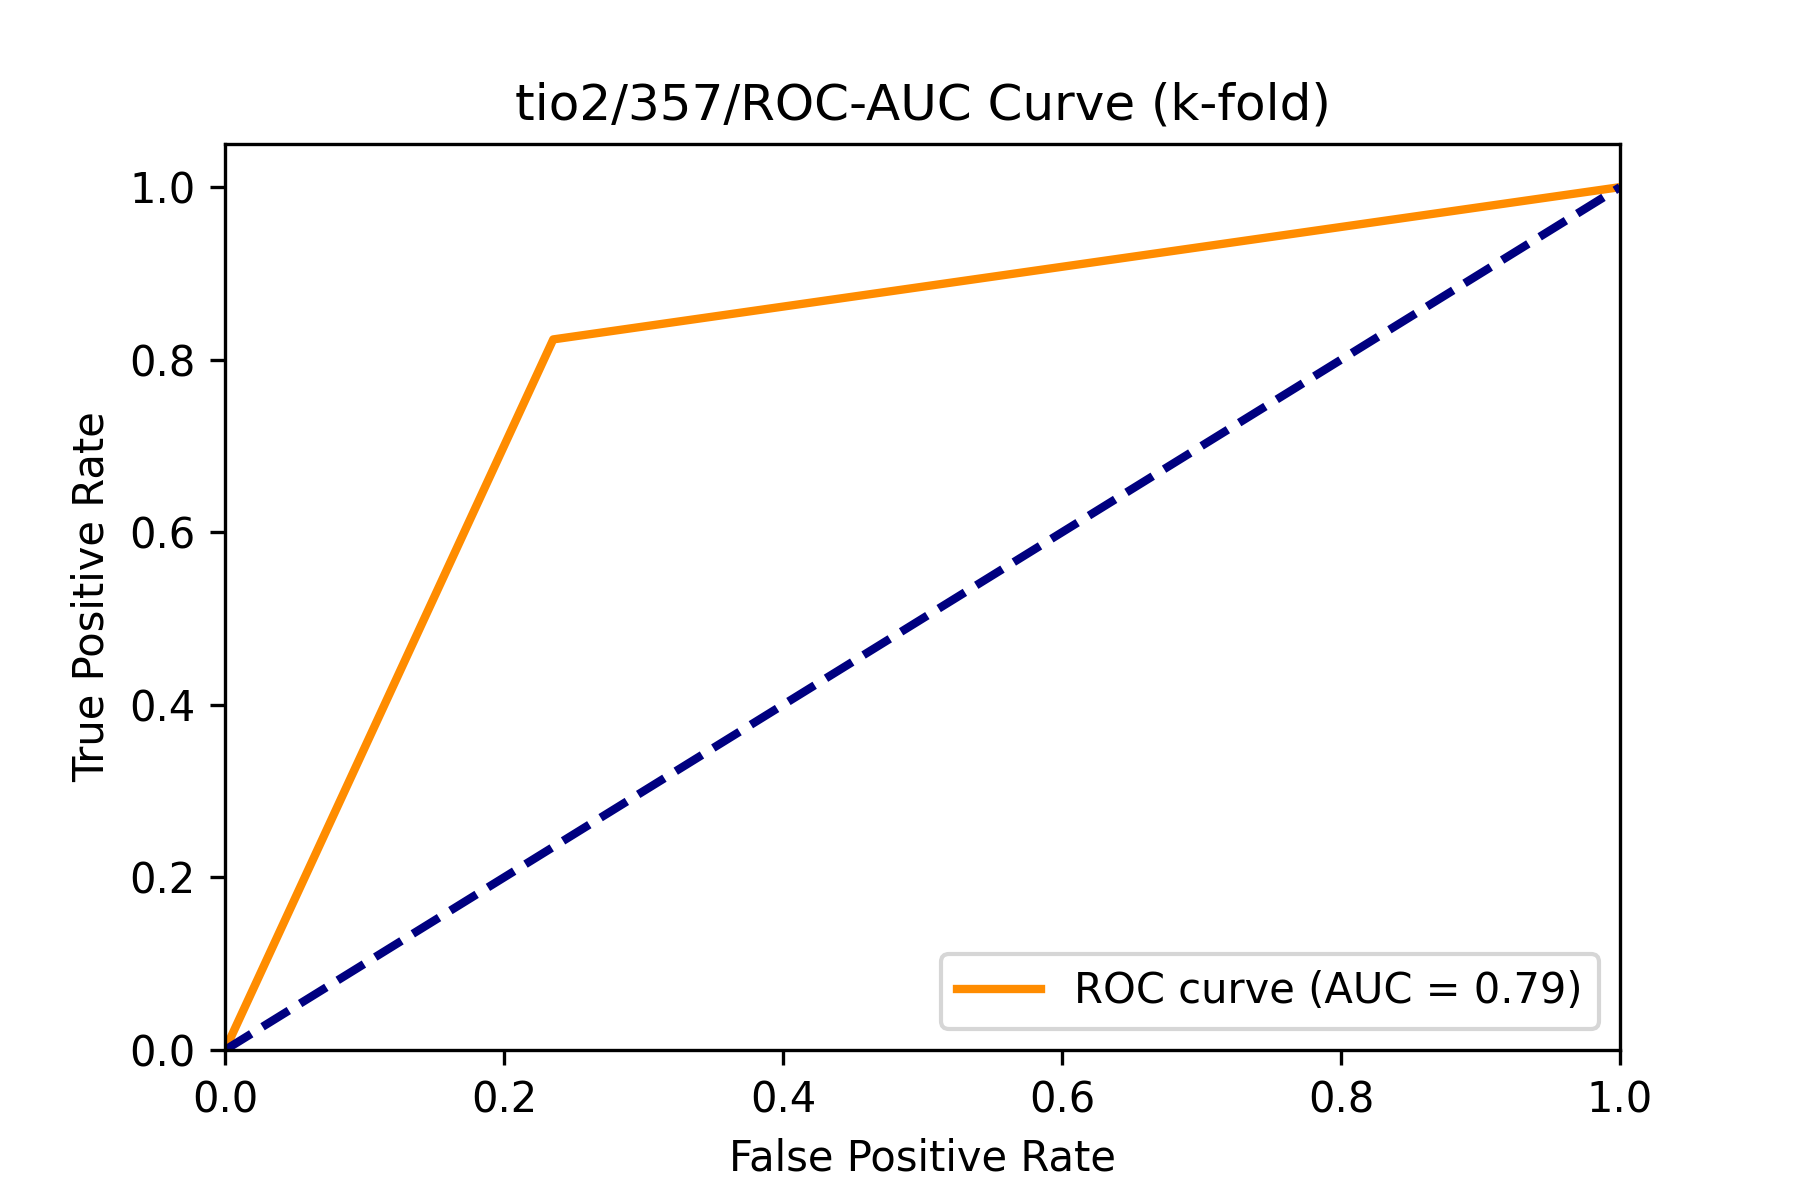 tio2/357/ROC-AUC Curve (k-fold)
True Positive Rate
1.0
0.8
0.6
0.4
0.2
0.0
ROC curve (AUC = 0.79)
0.0 0.2 0.4 0.6 0.8 1.0
False Positive Rate